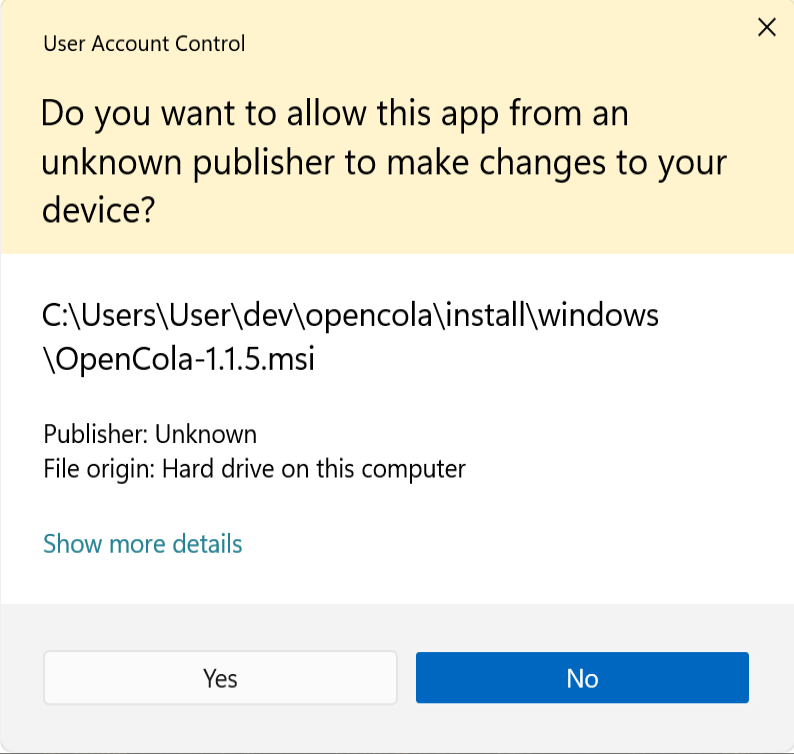 User Account Control
Do you want to allow this app from an
unknown publisher to make changes to your
device?
C:\Users\User\dev\opencola\install\windows
\OpenCola-1.1.5.msi
Publisher: Unknown
File origin: Hard drive on this computer
Show more details
Yes
No